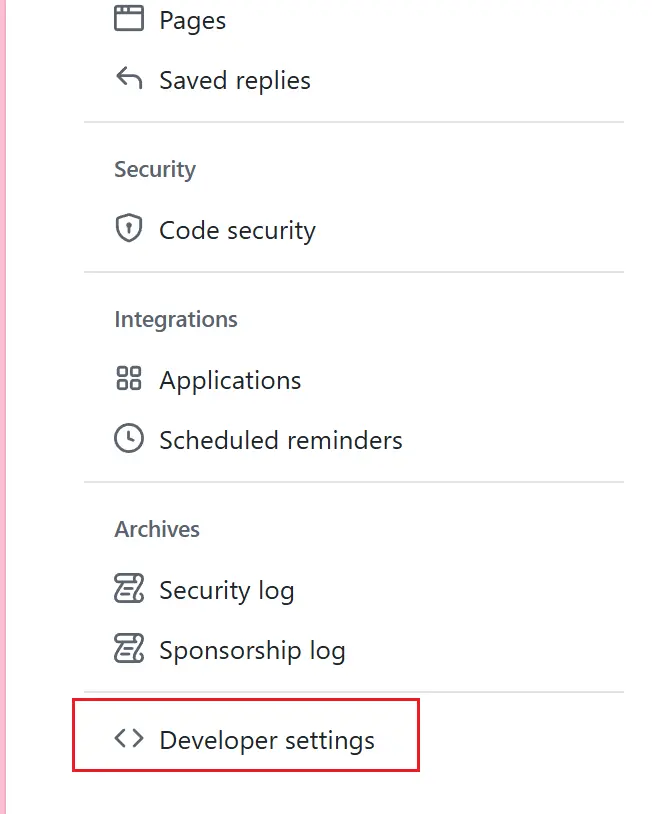 Pages
Saved replies
Security
Code security
Integrations
Applications
Scheduled reminders
Archives
Security log
Sponsorship log
Developer settings